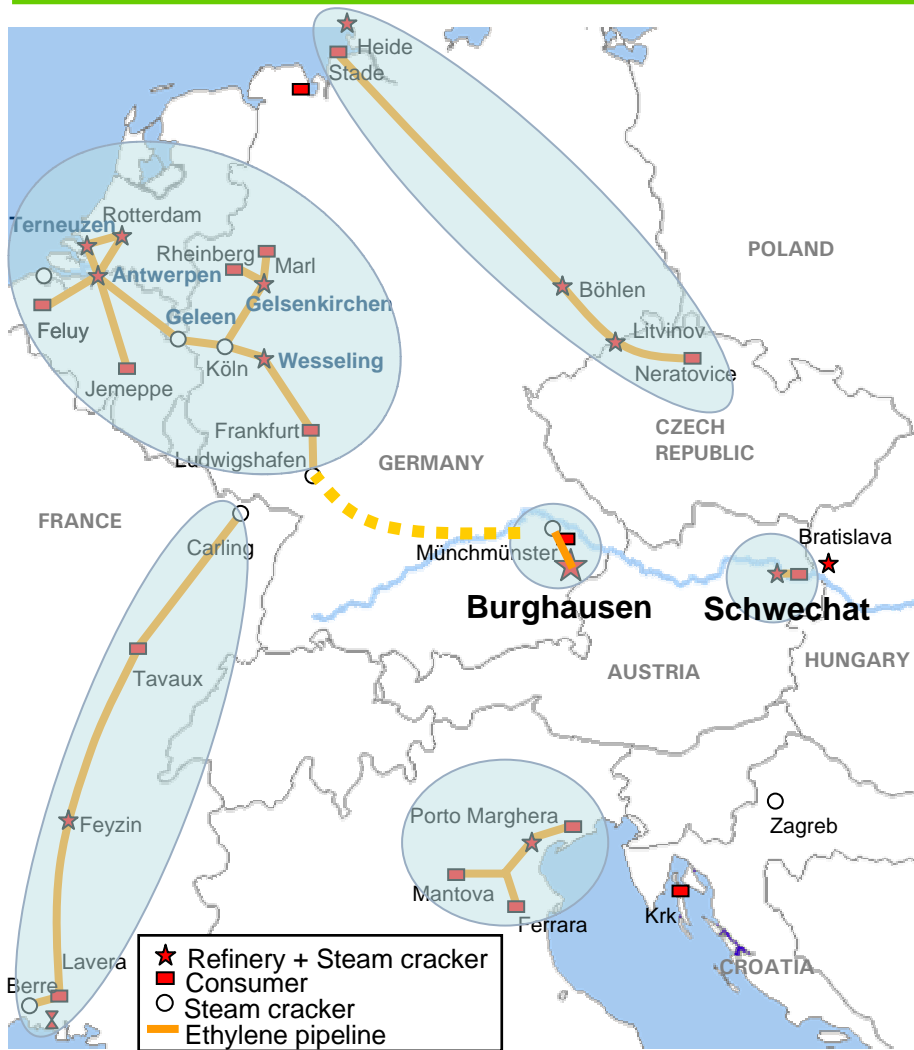 Heide
Stade
Rotterdam
Terneuzen
Rheinberg
Marl
POLAND
Antwerpen
Böhlen
Gelsenkirchen
Geleen
Feluy
Litvinov
Wesseling
Köln
Neratovice
Jemeppe
Frankfurt
CZECH
REPUBLIC
Ludwigshafen
GERMANY
FRANCE
Carling
Münchmünster
Bratislava
Burghausen
Schwechat
HUNGARY
AUSTRIA
Tavaux
Porto Marghera
Feyzin
Zagreb
Mantova
Ferrara
Krk
Lavera
CROATIA
Berre
Refinery + Steam cracker
Consumer
Steam cracker
Ethylene pipeline